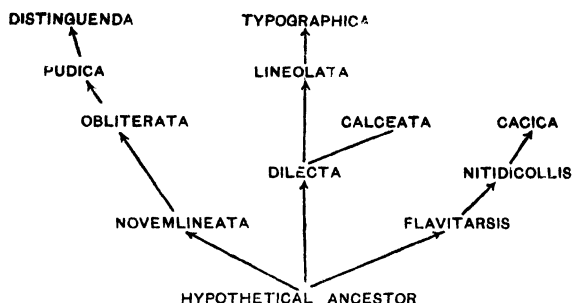 DISTINGUENDA TYPOGRAPHICA
PUDICA LINEOLATA
OBLITERATA CALCEATA CACICA
DILECTA NITIDICOLLIS
NOVEMLINEATA FLAVITARSIS
HYPOTHETICAL ANCESTOR